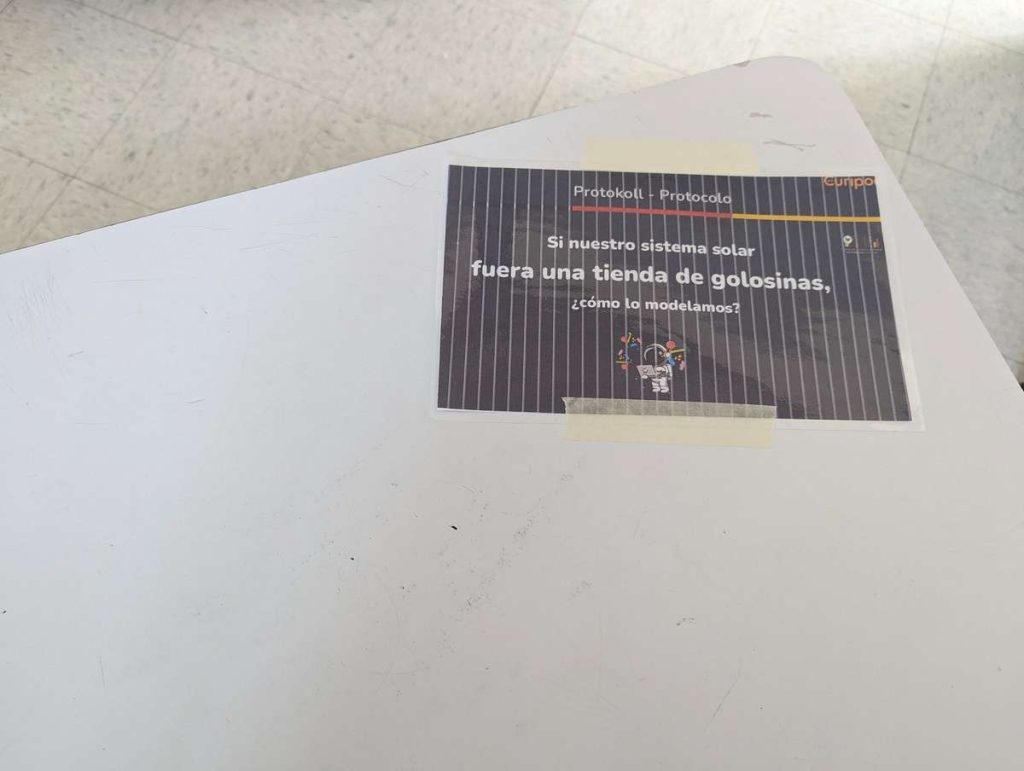 Protokoll - Protocolo
Si nuestro sistema solar
fuera una tienda de golosinas,
¿cómo lo modelamos?